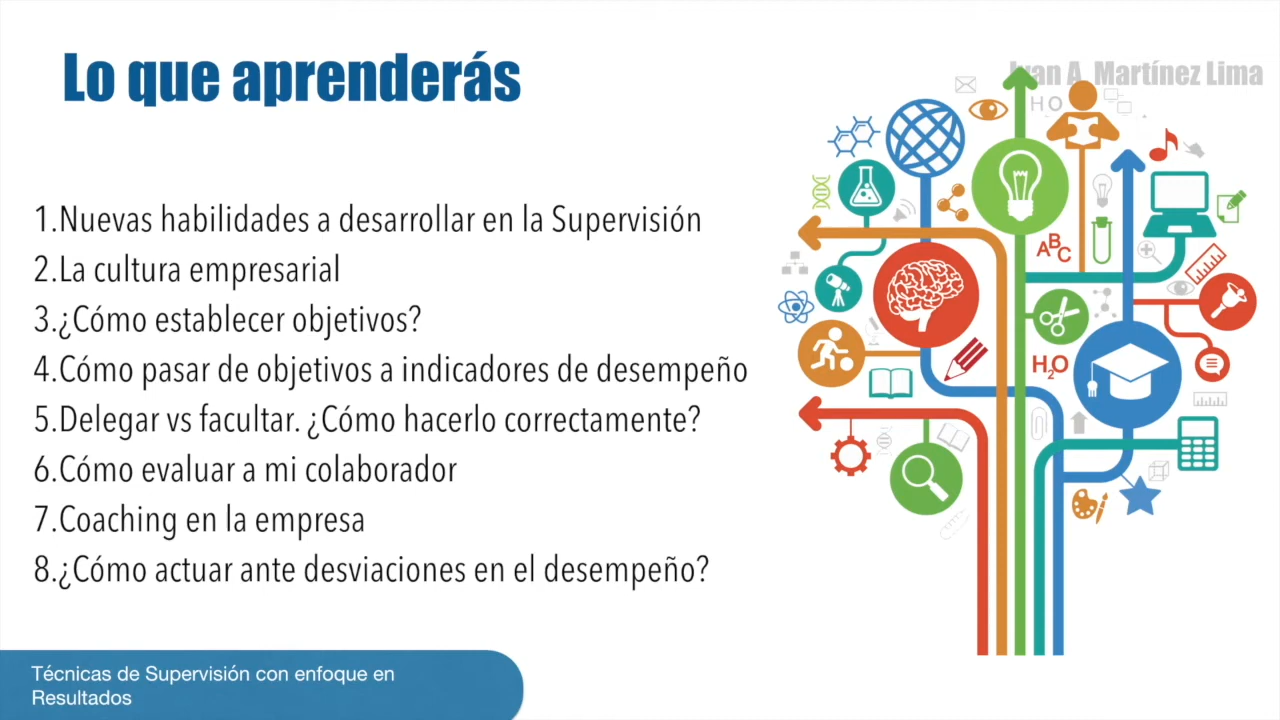 Lo que aprenderás
Juan A. Martínez Lima
H O
1.Nuevas habilidades a desarrollar en la Supervisión
2.La cultura empresarial
3.¿Cómo establecer objetivos?
4.Cómo pasar de objetivos a indicadores de desempeño
5.Delegar vs facultar. ¿Cómo hacerlo correctamente?
6.Cómo evaluar a mi colaborador
7.Coaching en la empresa
8.¿Cómo actuar ante desviaciones en el desempeño?
ABC
H2O
Técnicas de Supervisión con enfoque en
Resultados